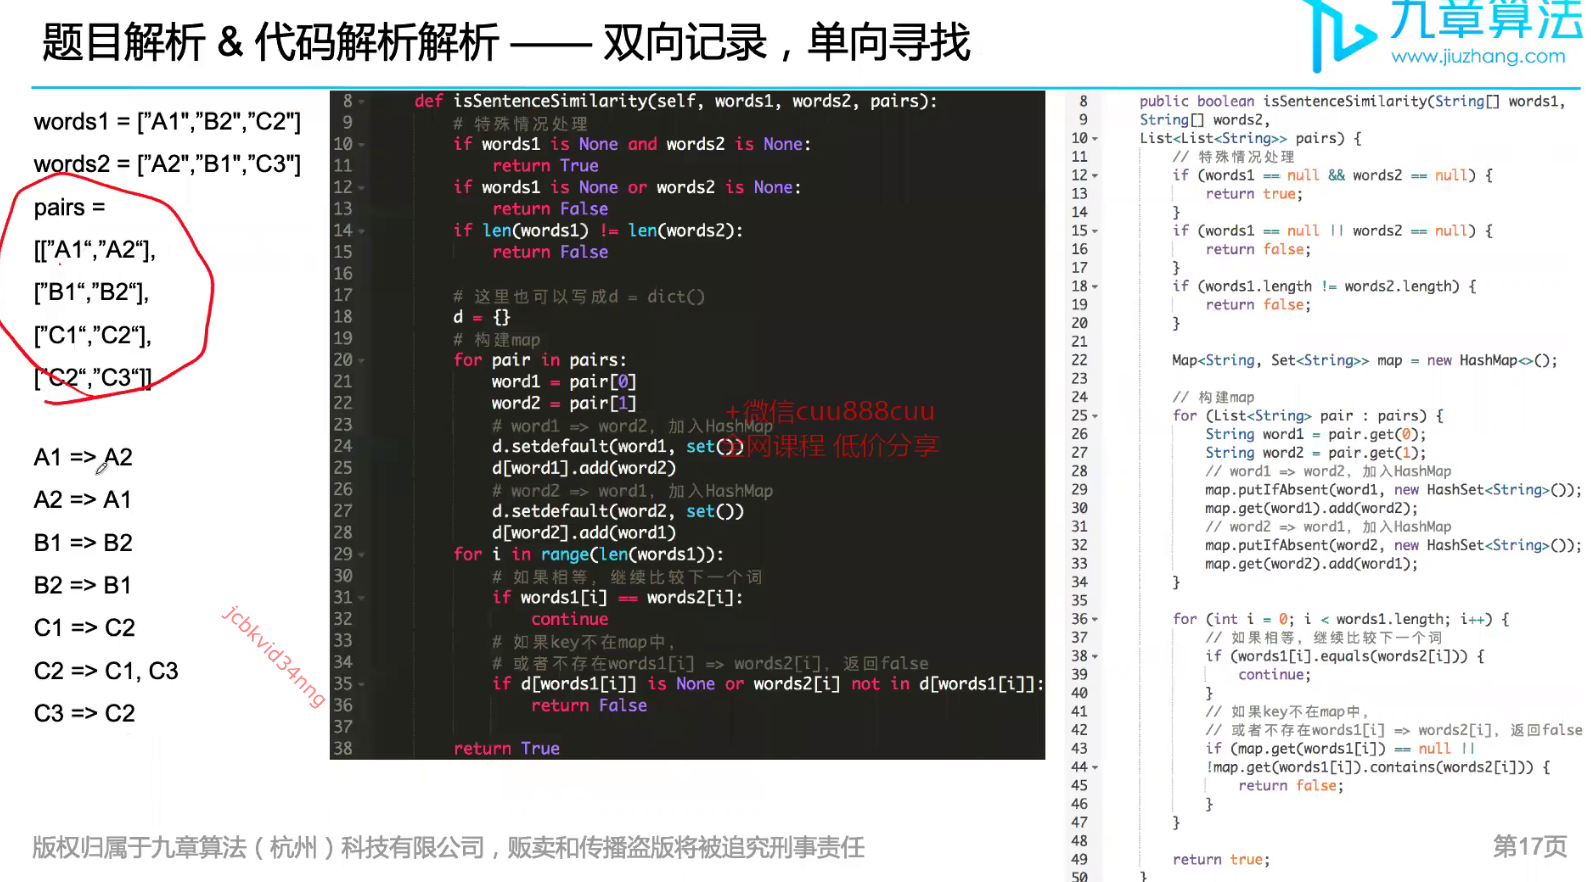 题目解析 & 代码解析解析 —— 双向记录，单向寻找
九章算法
www.jiuzhang.com
words1 = [”A1",”B2",”C2"]
words2 = [”A2",”B1",”C3"]
pairs =
[[”A1“,”A2“],
[”B1“,”B2“],
[”C1“,”C2“],
[”C2“,”C3“]]
A1 => A2
A2 => A1
B1 => B2
B2 => B1
C1 => C2
C2 => C1, C3
C3 => C2
8 def isSentenceSimilarity(self, words1, words2, pairs):
9 # 特殊情况处理
10 if words1 is None and words2 is None:
11 return True
12 if words1 is None or words2 is None:
13 return False
14 if len(words1) != len(words2):
15 return False
16
17 # 这里也可以写成d = dict()
18 d = {}
19 # 构建map
20 for pair in pairs:
21 word1 = pair[0]
22 word2 = pair[1]
23 # word1 => word2, 加入HashMap
24 d.setdefault(word1, set())
25 d[word1].add(word2)
26 # word2 => word1, 加入HashMap
27 d.setdefault(word2, set())
28 d[word2].add(word1)
29 for i in range(len(words1)):
30 # 如果相等, 继续比较下一个词
31 if words1[i] == words2[i]:
32 continue
33 # 如果key不在map中,
34 # 或者不存在words1[i] => words2[i], 返回false
35 if d[words1[i]] is None or words2[i] not in d[words1[i]]:
36 return False
37
38 return True
+微信cuu888cuu
全网课程 低价分享
jcbkvid34nng
8 public boolean isSentenceSimilarity(String[] words1,
9 String[] words2,
10 List<List<String>> pairs) {
11 // 特殊情况处理
12 if (words1 == null && words2 == null) {
13 return true;
14 }
15 if (words1 == null || words2 == null) {
16 return false;
17 }
18 if (words1.length != words2.length) {
19 return false;
20 }
21
22 Map<String, Set<String>> map = new HashMap<>();
23
24 // 构建map
25 for (List<String> pair : pairs) {
26 String word1 = pair.get(0);
27 String word2 = pair.get(1);
28 // word1 => word2, 加入HashMap
29 map.putIfAbsent(word1, new HashSet<String>());
30 map.get(word1).add(word2);
31 // word2 => word1, 加入HashMap
32 map.putIfAbsent(word2, new HashSet<String>());
33 map.get(word2).add(word1);
34 }
35
36 for (int i = 0; i < words1.length; i++) {
37 // 如果相等, 继续比较下一个词
38 if (words1[i].equals(words2[i])) {
39 continue;
40 }
41 // 如果key不在map中,
42 // 或者不存在words1[i] => words2[i], 返回false
43 if (map.get(words1[i]) == null ||
44 !map.get(words1[i]).contains(words2[i])) {
45 return false;
46 }
47 }
48
49 return true;
50 }
版权归属于九章算法（杭州）科技有限公司，贩卖和传播盗版将被追究刑事责任
第17页